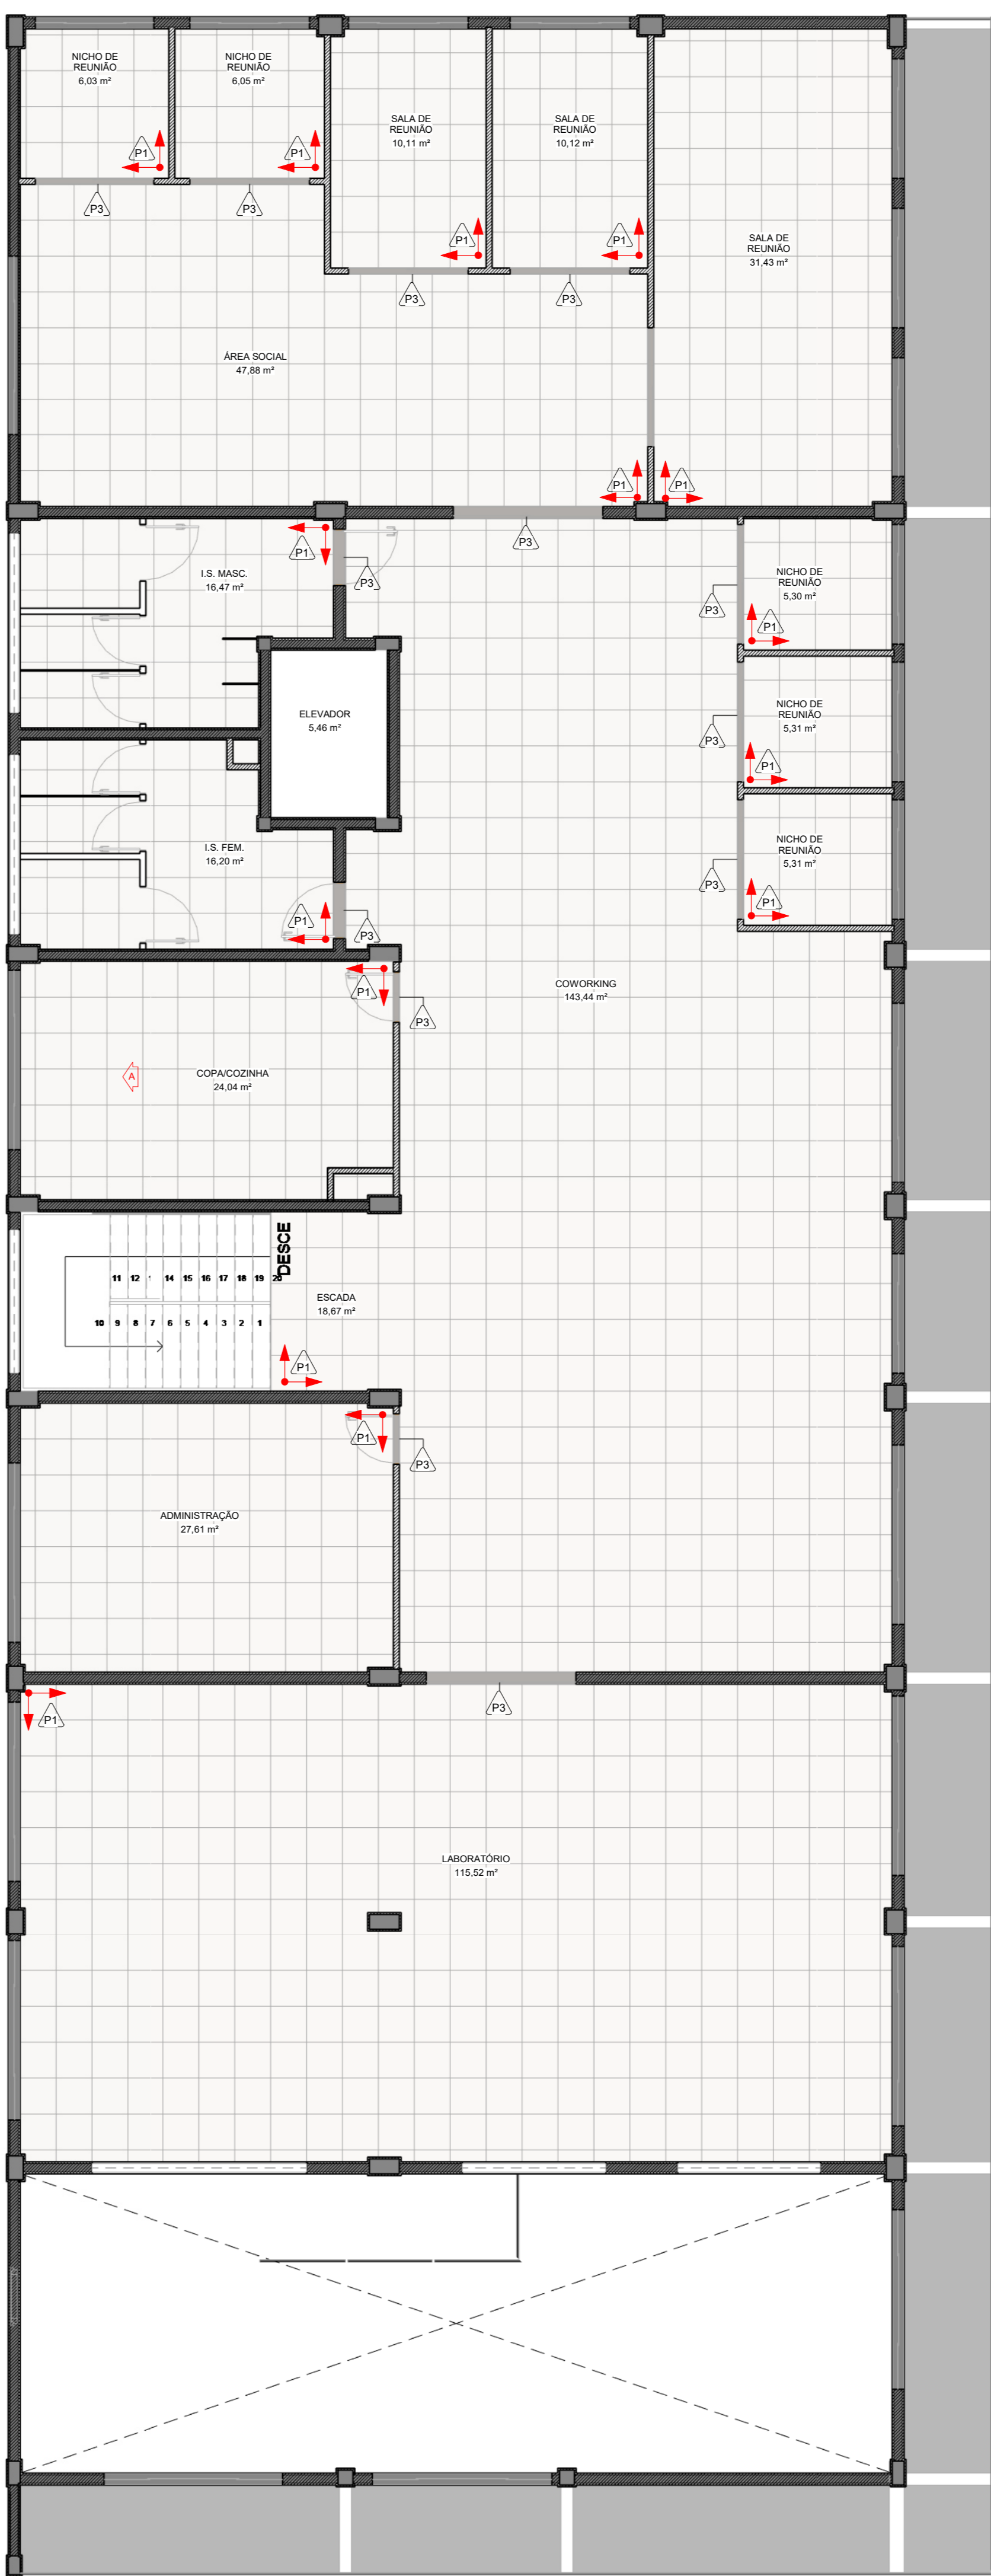 NICHO DE
REUNIÃO
6,03 m²
NICHO DE
REUNIÃO
6,05 m²
SALA DE
REUNIÃO
10,11 m²
SALA DE
REUNIÃO
10,12 m²
P1
P1
P3
P3
P1
P1
SALA DE
REUNIÃO
31,43 m²
P3
P3
ÁREA SOCIAL
47,88 m²
P1
P1
P3
P1
I.S. MASC.
16,47 m²
P3
NICHO DE
REUNIÃO
5,30 m²
P3
P1
ELEVADOR
5,46 m²
NICHO DE
REUNIÃO
5,31 m²
P3
P1
I.S. FEM.
16,20 m²
NICHO DE
REUNIÃO
5,31 m²
P3
P1
P1
P3
P1
COWORKING
143,44 m²
P3
A
COPA/COZINHA
24,04 m²
DESCE
11 12 14 15 16 17 18 19 20
ESCADA
18,67 m²
10 9 8 7 6 5 4 3 2 1
P1
P1
P3
ADMINISTRAÇÃO
27,61 m²
P3
P1
LABORATÓRIO
115,52 m²